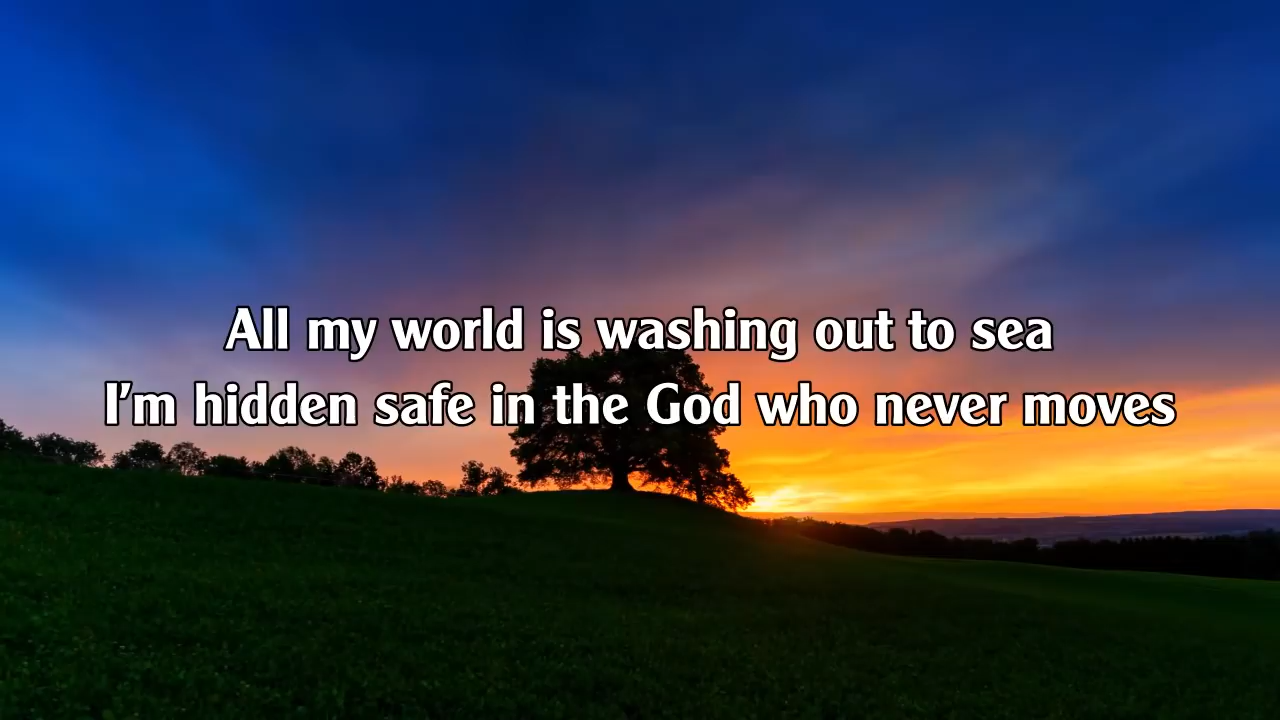 All my world is washing out to sea
I'm hidden safe in the God who never moves